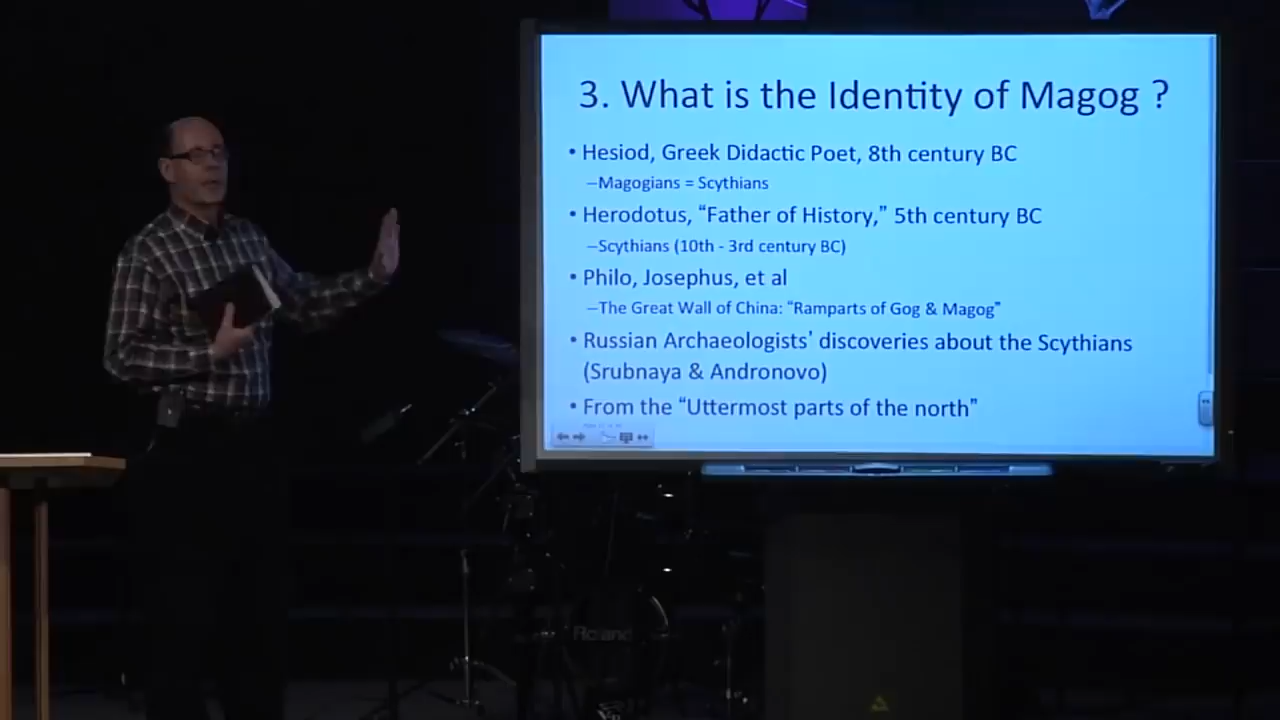 3. What is the Identity of Magog ?
• Hesiod, Greek Didactic Poet, 8th century BC
–Magogians = Scythians
• Herodotus, “Father of History,” 5th century BC
–Scythians (10th - 3rd century BC)
• Philo, Josephus, et al
–The Great Wall of China: “Ramparts of Gog & Magog”
• Russian Archaeologists’ discoveries about the Scythians
(Srubnaya & Andronovo)
• From the “Uttermost parts of the north”
Roland